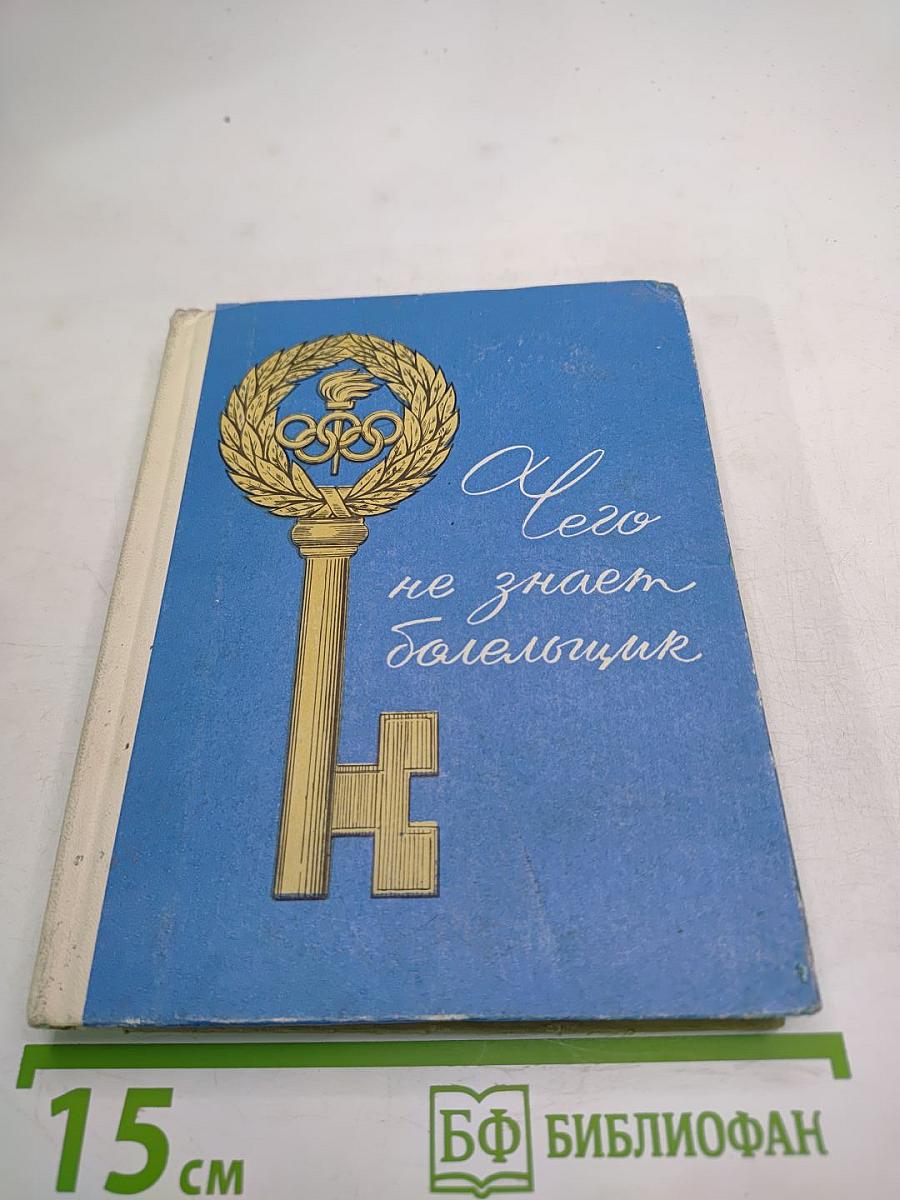 Чего
не знает
болельщик
15 см
БФ БИБЛИОФАН